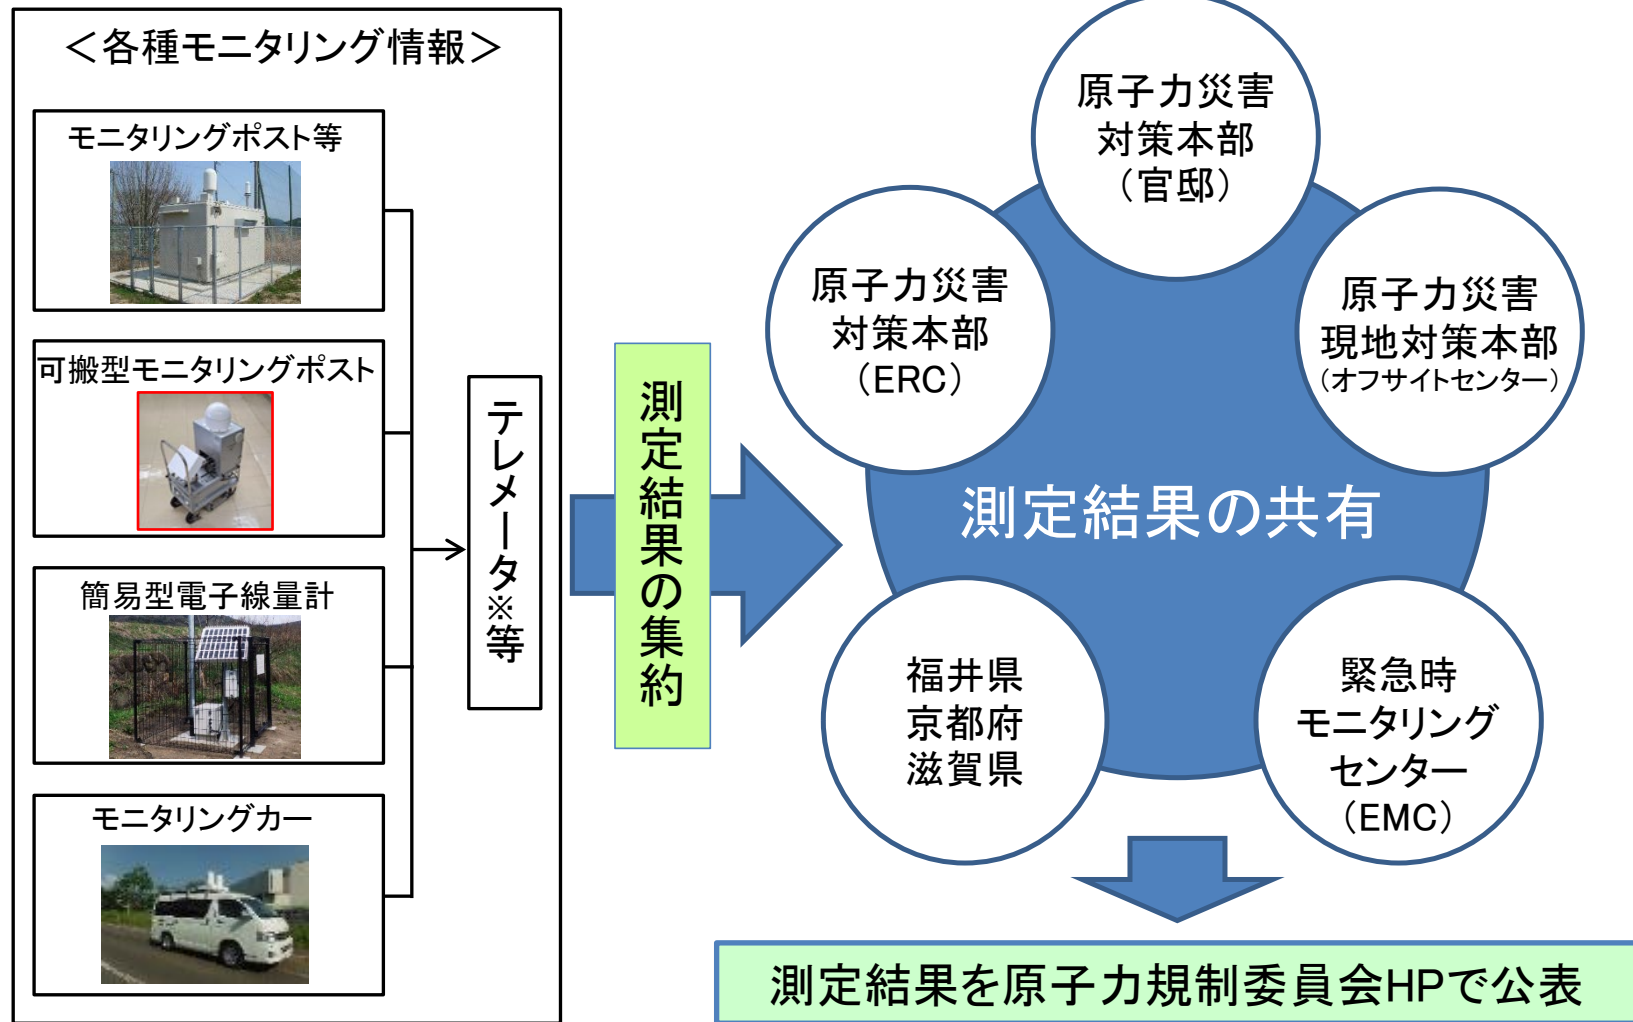 ＜各種モニタリング情報＞
モニタリングポスト等
可搬型モニタリングポスト
簡易型電子線量計
モニタリングカー
テレメータ※等
測定結果の集約
原子力災害
対策本部
（官邸）
原子力災害
対策本部
（ERC）
原子力災害
現地対策本部
（オフサイトセンター）
測定結果の共有
福井県
京都府
滋賀県
緊急時
モニタリング
センター
（EMC）
測定結果を原子力規制委員会HPで公表